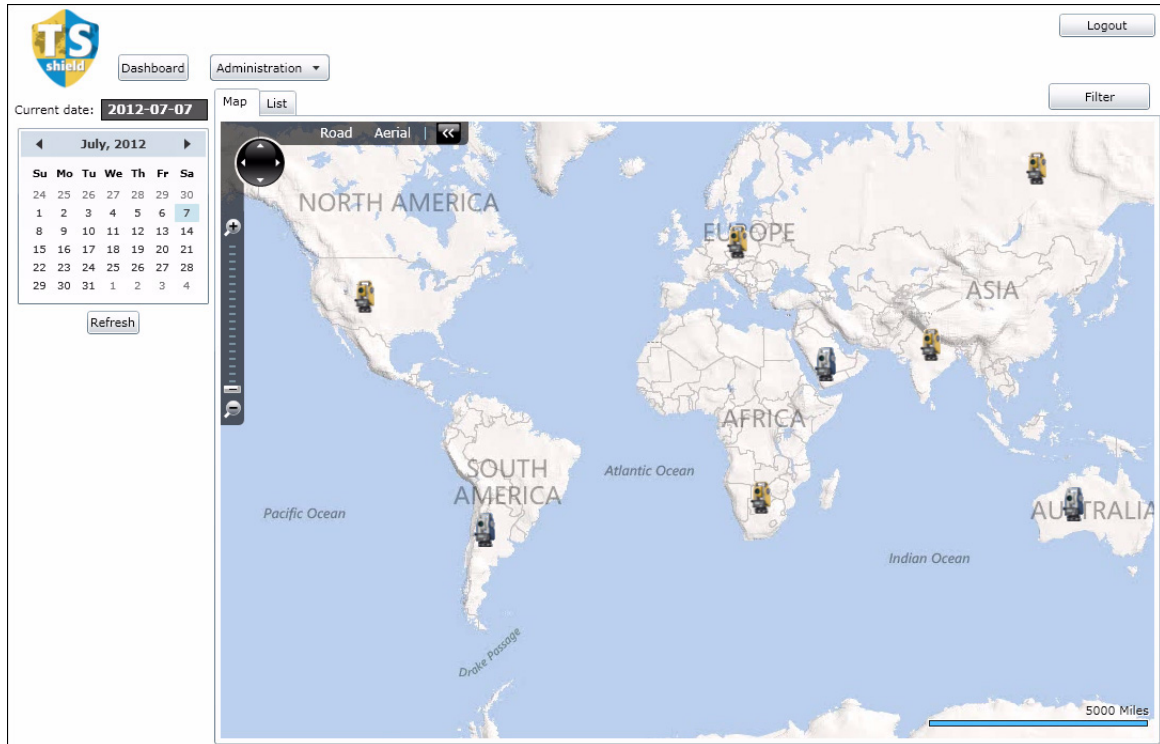 TS
shield
Logout
Dashboard
Administration
Current date: 2012-07-07
Map
List
Filter
July, 2012
Su Mo Tu We Th Fr Sa
24 25 26 27 28 29 30
1 2 3 4 5 6 7
8 9 10 11 12 13 14
15 16 17 18 19 20 21
22 23 24 25 26 27 28
29 30 31 1 2 3 4
Refresh
Road Aerial | «
NORTH AMERICA
EUROPE
ASIA
AFRICA
SOUTH
AMERICA
Atlantic Ocean
Pacific Ocean
AUSTRALIA
Indian Ocean
Drake Passage
5000 Miles